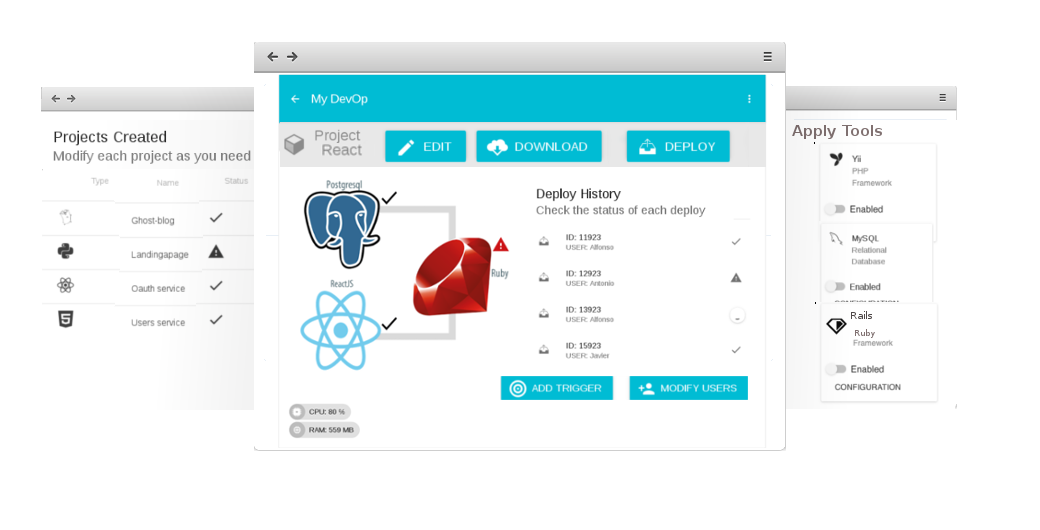 Projects Created
Modify each project as you need
Type Name Status
Ghost-blog
Landingapage
Oauth service
Users service
My DevOp
Project
React
EDIT
DOWNLOAD
DEPLOY
Postgresql
Ruby
ReactJS
Deploy History
Check the status of each deploy
ID: 11923
USER: Alfonso
ID: 12923
USER: Antonio
ID: 13923
USER: Alfonso
ID: 15923
USER: Javier
ADD TRIGGER
MODIFY USERS
CPU: 80 %
RAM: 559 MB
Apply Tools
Yii
PHP
Framework
Enabled
MySQL
Relational
Database
Enabled
CONFIGURATION
Rails
Ruby
Framework
Enabled
CONFIGURATION